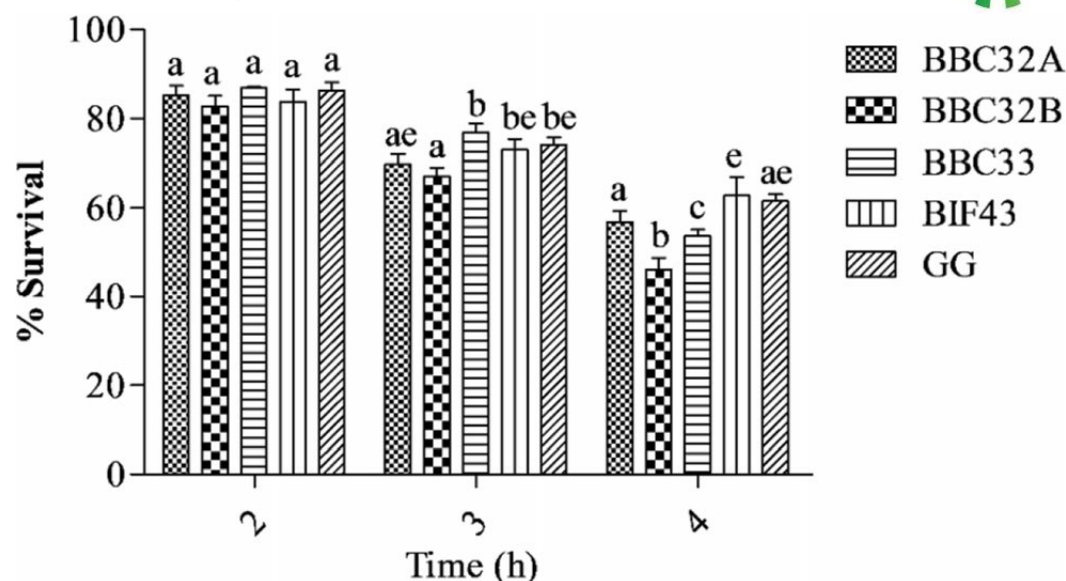 100
80
60
40
20
0
% Survival
a a a a a
ae a b be be
a b c e ae
2 3 4
Time (h)
BBC32A
BBC32B
BBC33
BIF43
GG